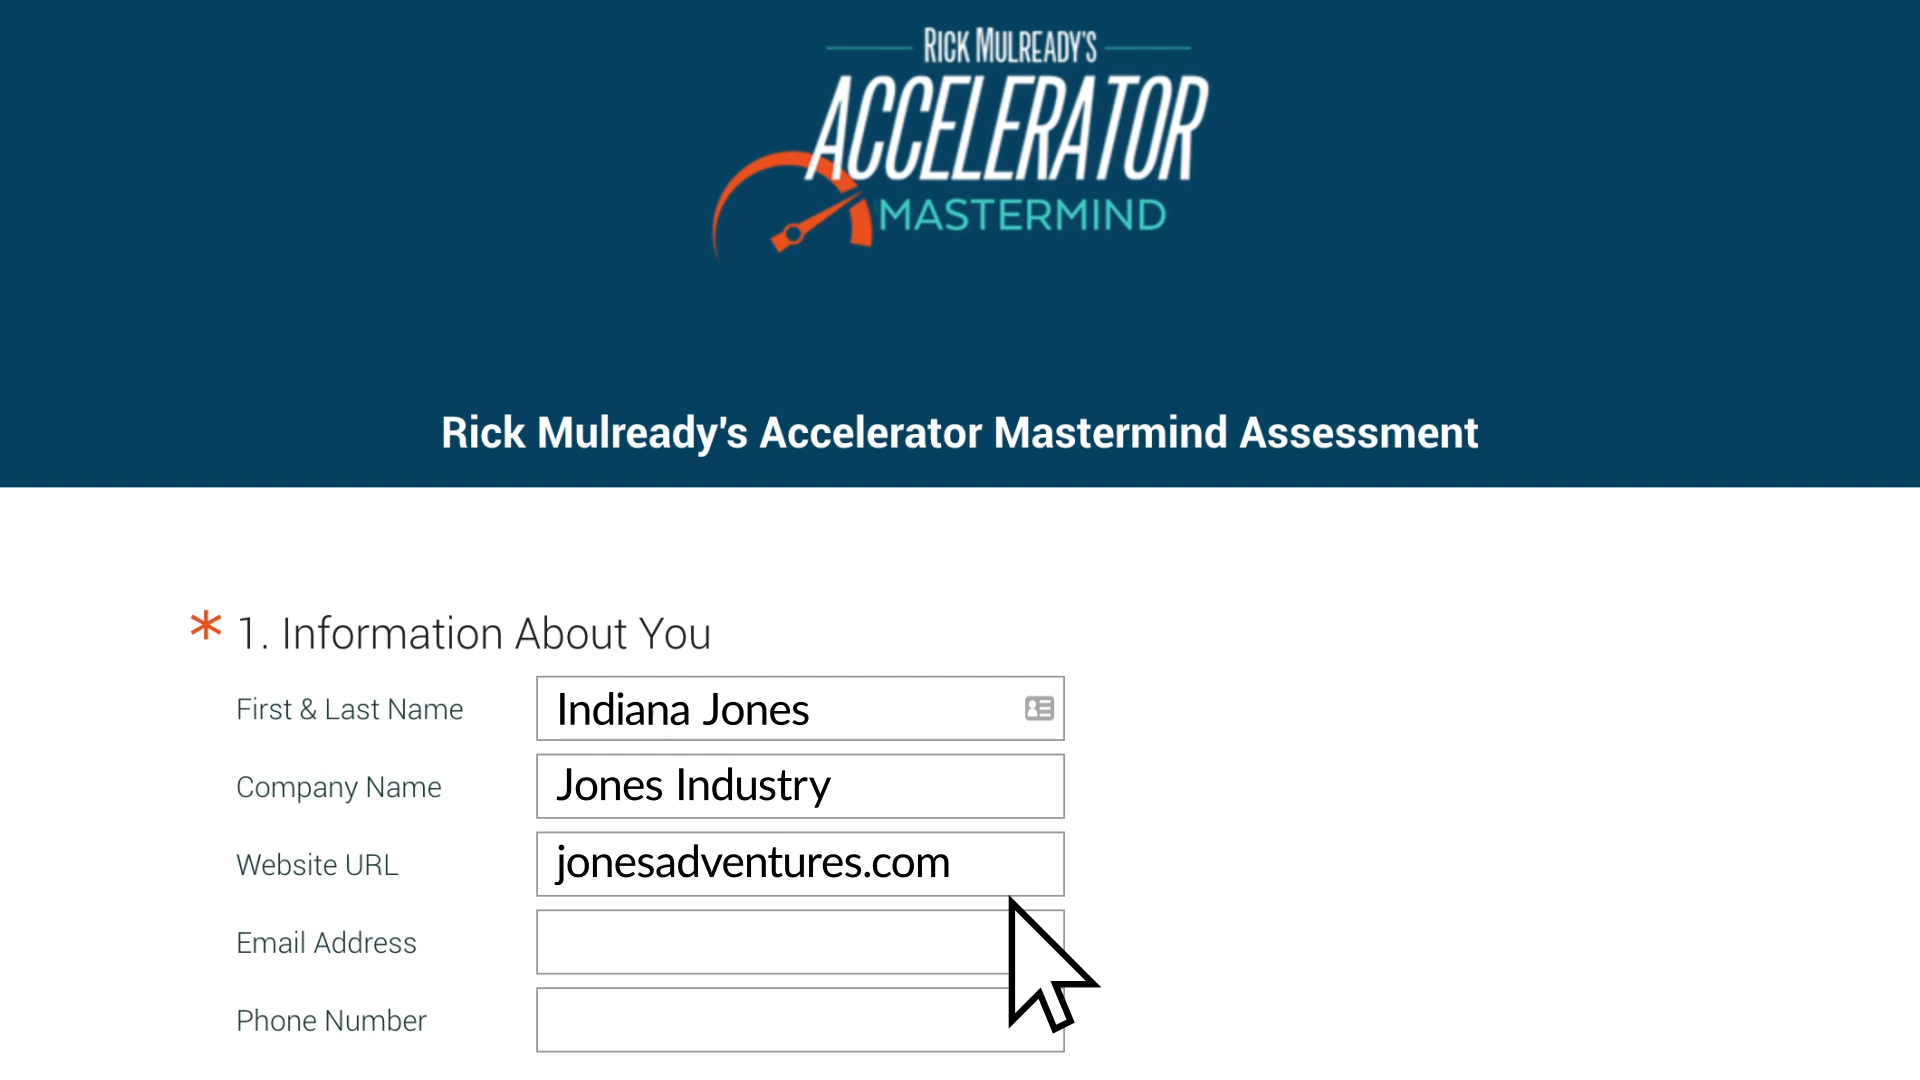 RICK MULREADY'S
ACCELERATOR
MASTERMIND
Rick Mulready's Accelerator Mastermind Assessment
* 1. Information About You
First & Last Name Indiana Jones
Company Name Jones Industry
Website URL jonesadventures.com
Email Address
Phone Number